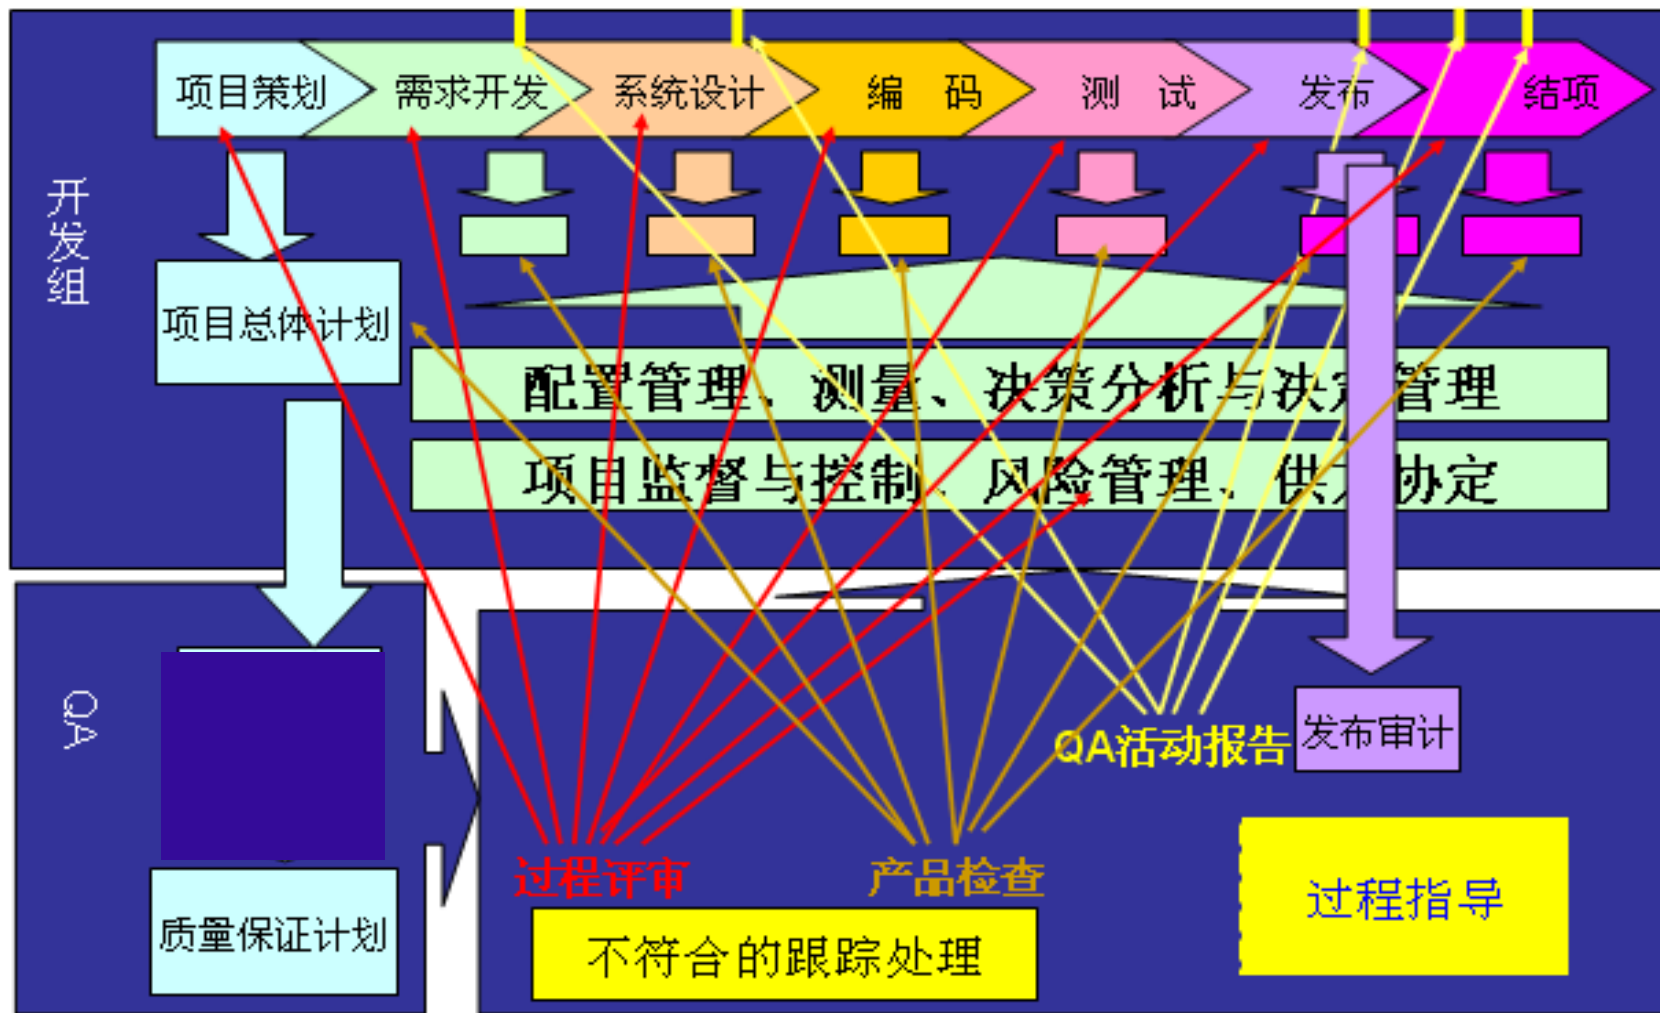 项目策划
需求开发
系统设计
编 码
测 试
发布
结项
开发组
项目总体计划
配置管理、测量、决策分析与决定管理
项目监督与控制、风险管理、供方协定
QA
QA活动报告
发布审计
过程评审
产品检查
过程指导
质量保证计划
不符合的跟踪处理